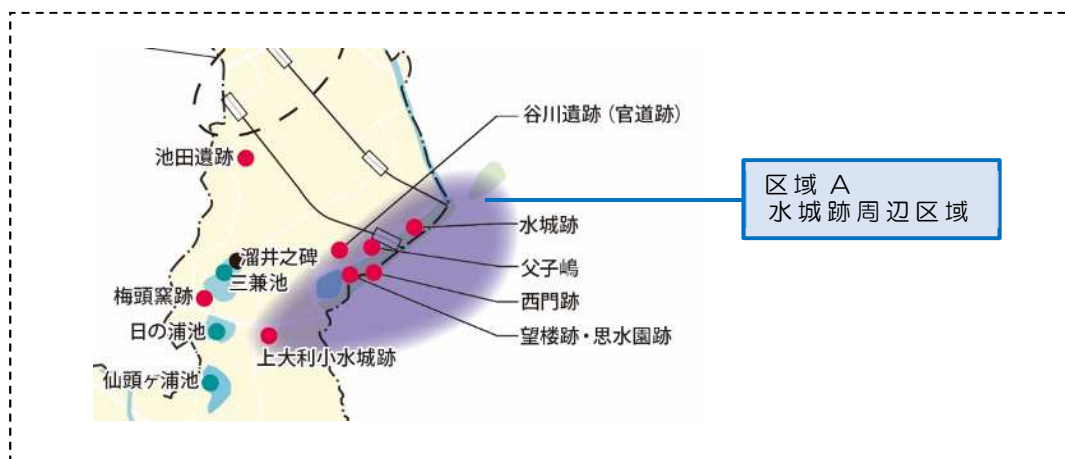 谷川遺跡（官道跡）
池田遺跡
区域 A
水城跡周辺区域
水城跡
溜井之碑
父子嶋
三兼池
西門跡
梅頭窯跡
日の浦池
望楼跡・思水園跡
上大利小水城跡
仙頭ヶ浦池